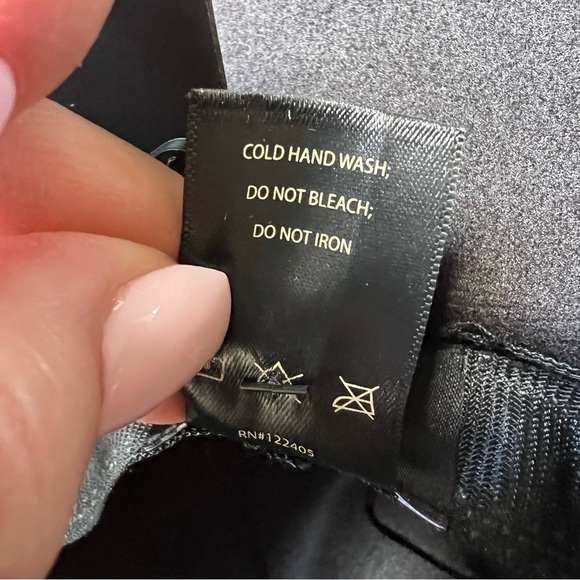 COLD HAND WASH;
DO NOT BLEACH;
DO NOT IRON
RN#122405